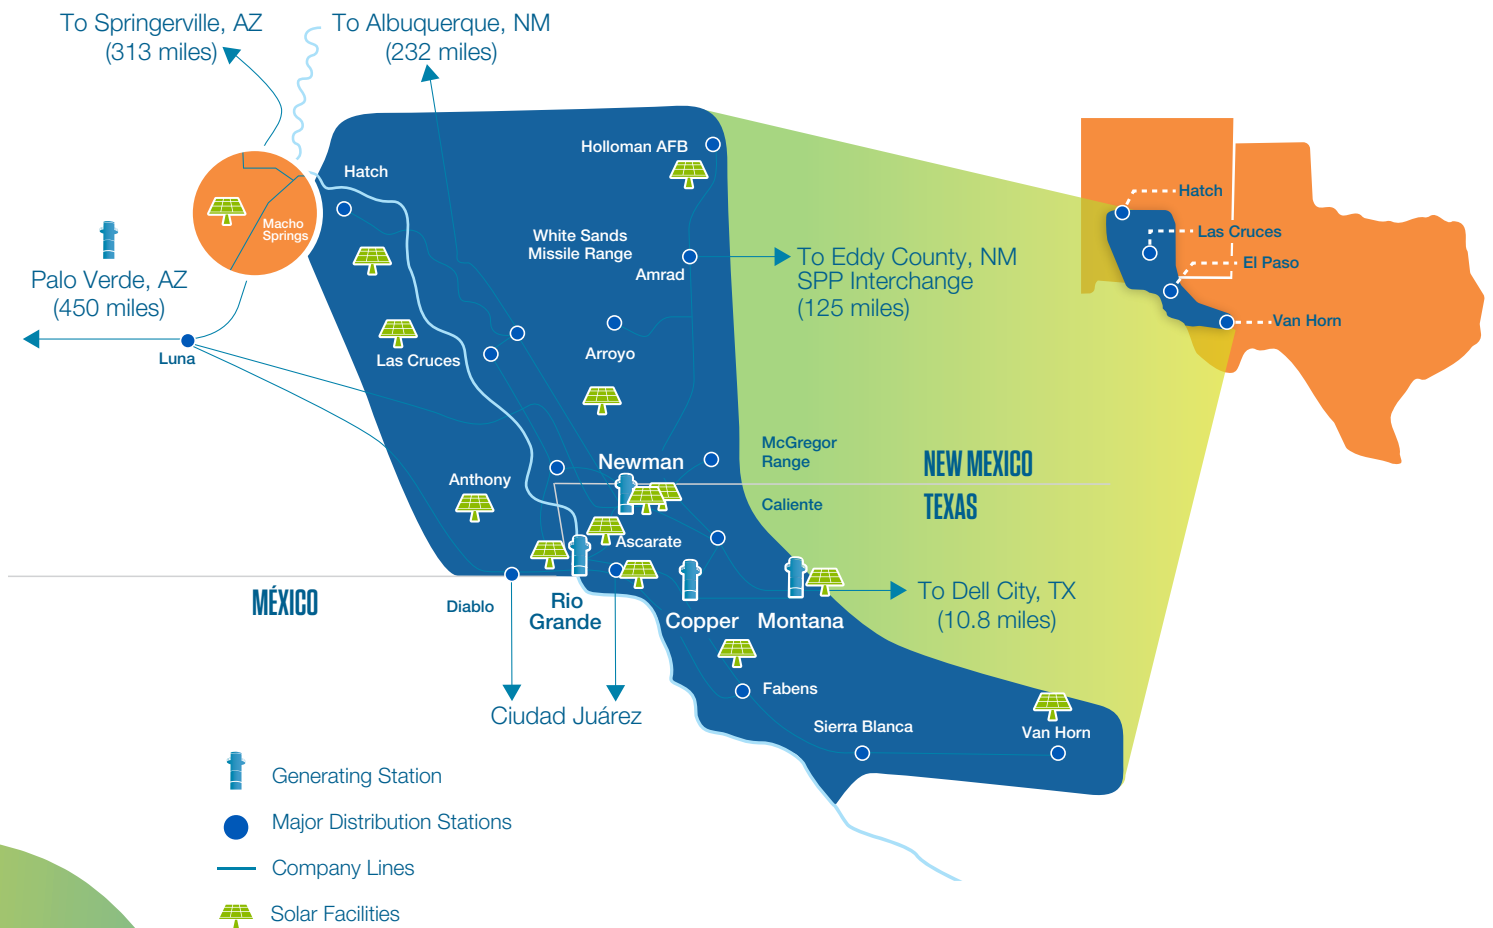 To Springerville, AZ
(313 miles)
To Albuquerque, NM
(232 miles)
Holloman AFB
Hatch
Macho
Springs
White Sands
Missile Range
Amrad
To Eddy County, NM
SPP Interchange
(125 miles)
Palo Verde, AZ
(450 miles)
Luna
Las Cruces
Arroyo
Hatch
Las Cruces
El Paso
Van Horn
McGregor
Range
NEW MEXICO
Newman
Anthony
Caliente
TEXAS
Ascarate
MÉXICO
Diablo
Rio
Grande
Copper
Montana
To Dell City, TX
(10.8 miles)
Fabens
Ciudad Juárez
Sierra Blanca
Van Horn
Generating Station
Major Distribution Stations
Company Lines
Solar Facilities